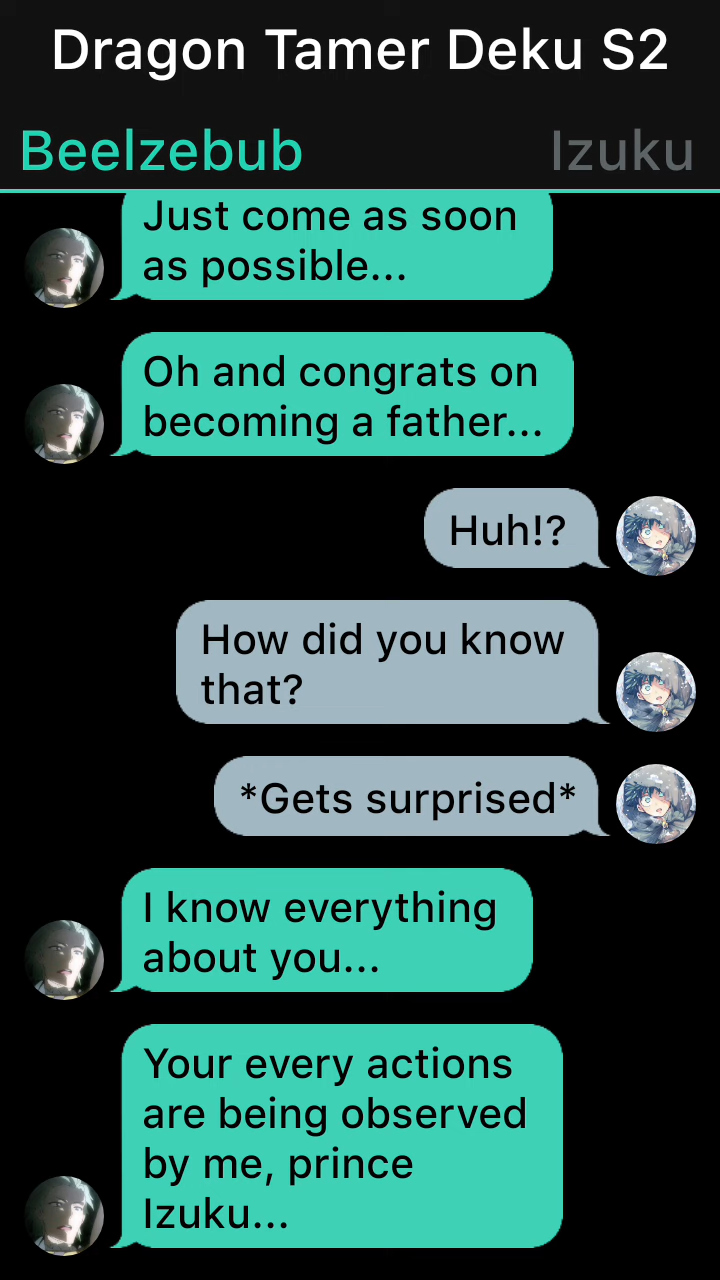 Dragon Tamer Deku S2
Beelzebub
Izuku
Just come as soon
as possible...
Oh and congrats on
becoming a father...
Huh!?
How did you know
that?
*Gets surprised*
I know everything
about you...
Your every actions
are being observed
by me, prince
Izuku...